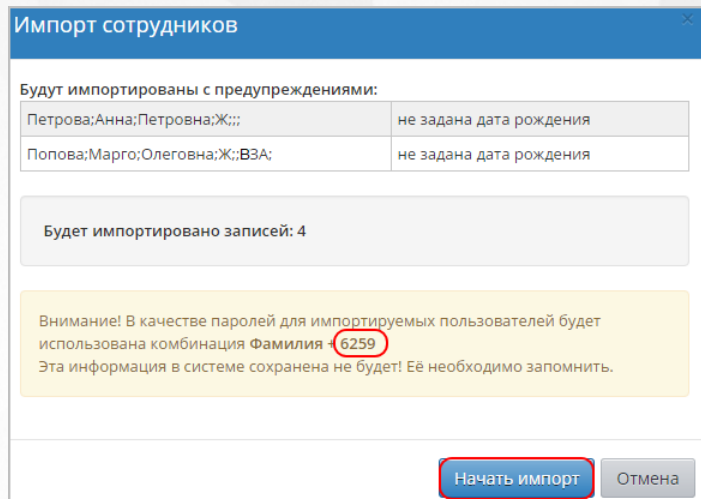 Импорт сотрудников ×
Будут импортированы с предупреждениями:
Петрова;Анна;Петровна;Ж;;; не задана дата рождения
Попова;Марго;Олеговна;Ж;;ВЗА; не задана дата рождения
Будет импортировано записей: 4
Внимание! В качестве паролей для импортируемых пользователей будет
использована комбинация Фамилия + 6259
Эта информация в системе сохранена не будет! Её необходимо запомнить.
Начать импорт Отмена